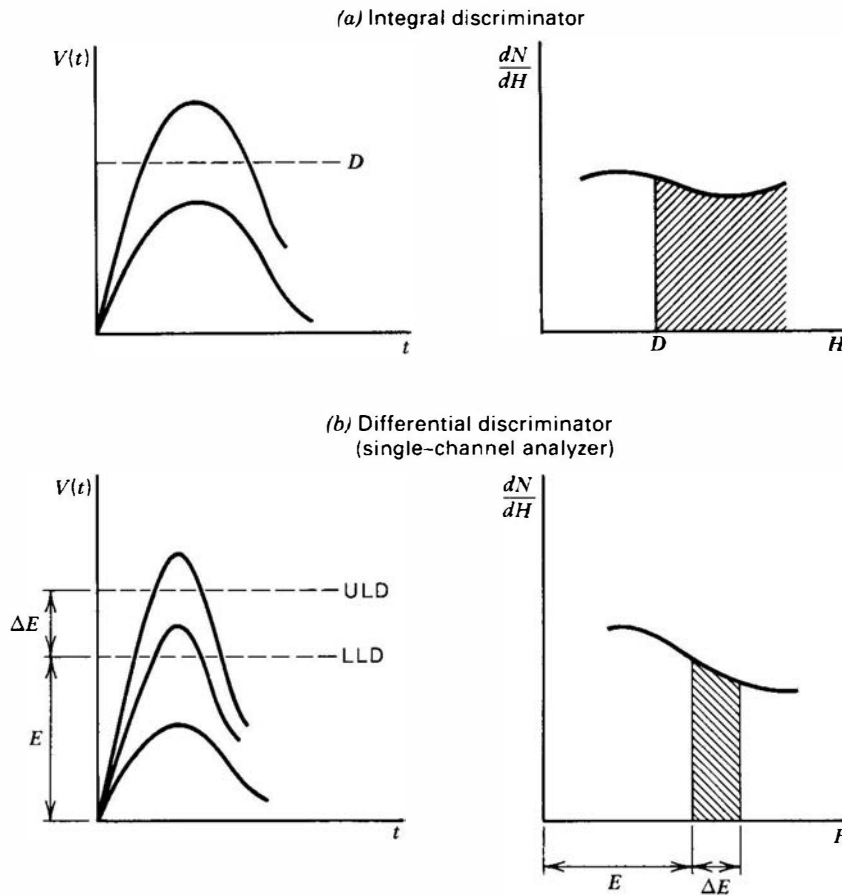 (a) Integral discriminator
V(t)
D
t
dN
dH
D
H
(b) Differential discriminator
(single-channel analyzer)
V(t)
ULD
ΔE
LLD
E
t
dN
dH
E
ΔE